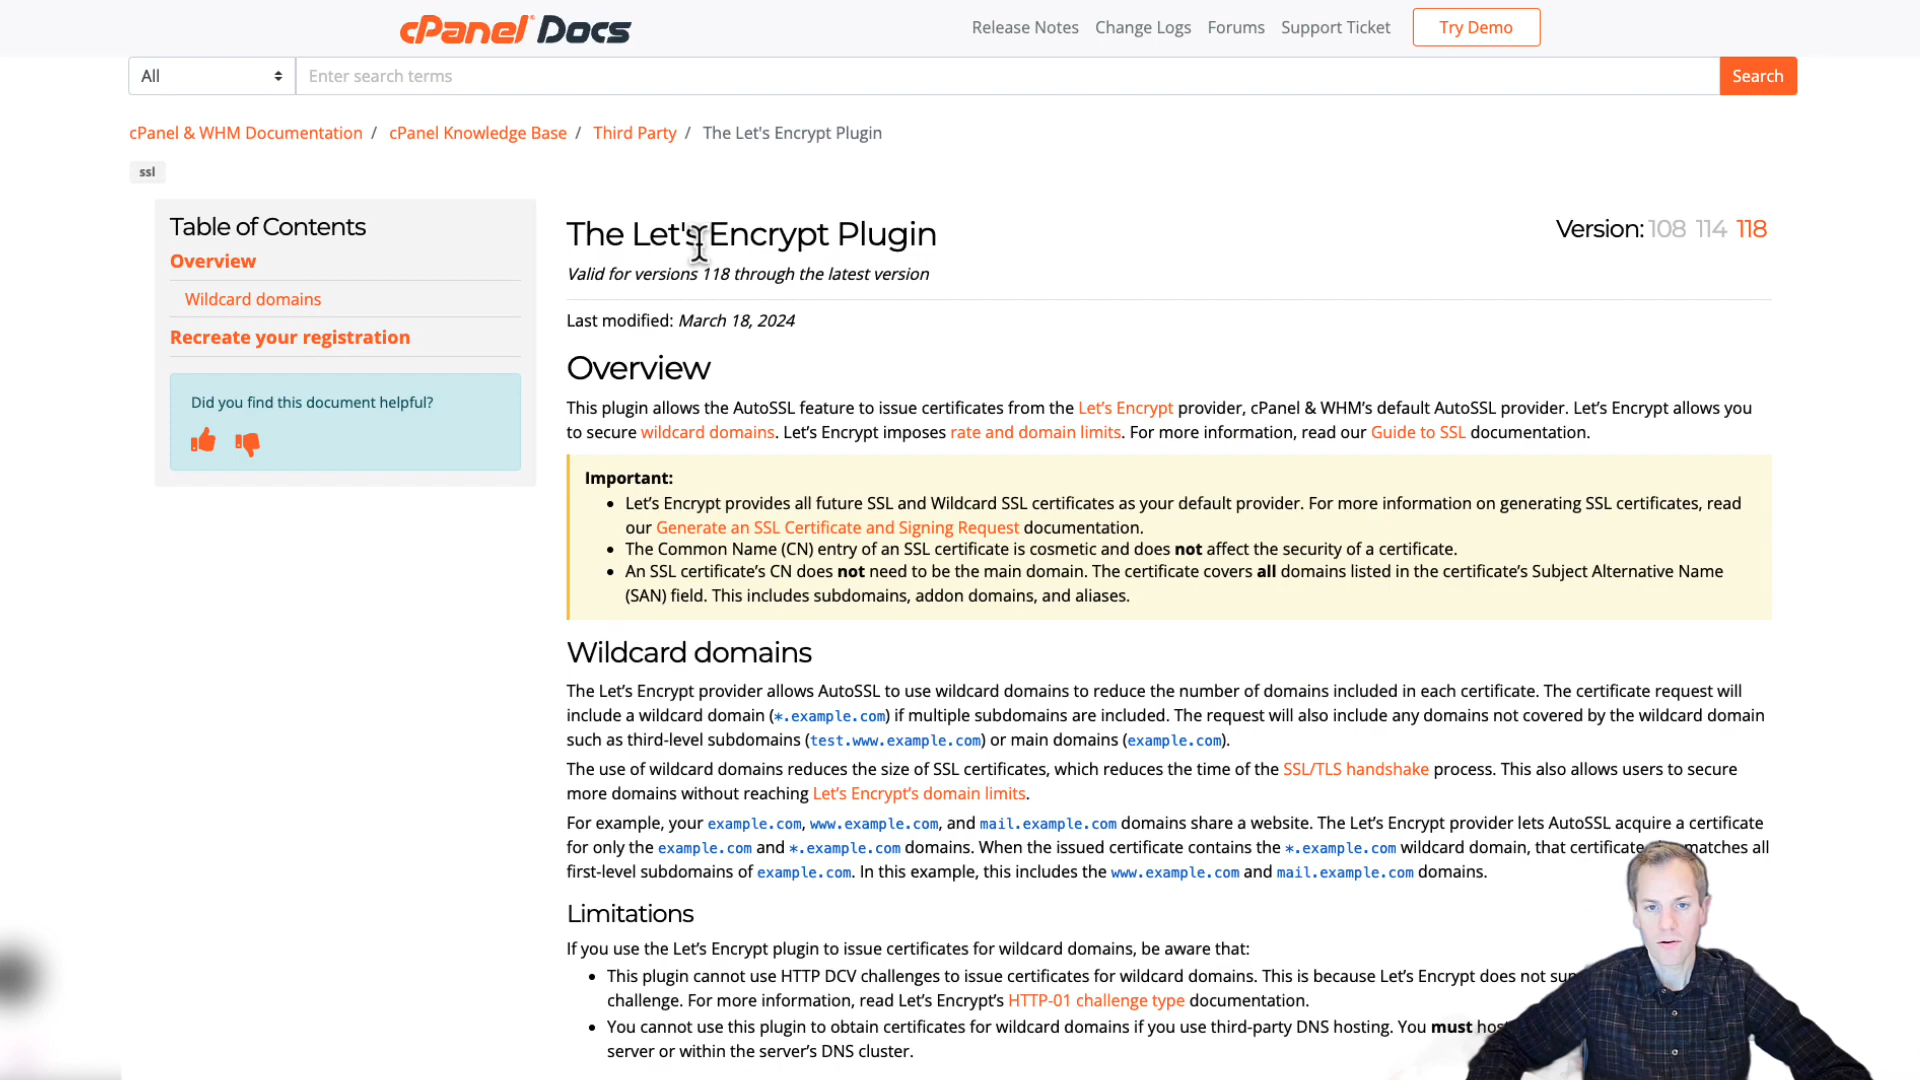 cPanel Docs
Release Notes Change Logs Forums Support Ticket Try Demo
All Enter search terms Search
cPanel & WHM Documentation / cPanel Knowledge Base / Third Party / The Let's Encrypt Plugin
ssl
Table of Contents
Overview
Wildcard domains
Recreate your registration
Did you find this document helpful?
The Let's Encrypt Plugin
Version: 108 114 118
Valid for versions 118 through the latest version
Last modified: March 18, 2024
Overview
This plugin allows the AutoSSL feature to issue certificates from the Let’s Encrypt provider, cPanel & WHM’s default AutoSSL provider. Let’s Encrypt allows you
to secure wildcard domains. Let’s Encrypt imposes rate and domain limits. For more information, read our Guide to SSL documentation.
Important:
• Let’s Encrypt provides all future SSL and Wildcard SSL certificates as your default provider. For more information on generating SSL certificates, read
our Generate an SSL Certificate and Signing Request documentation.
• The Common Name (CN) entry of an SSL certificate is cosmetic and does not affect the security of a certificate.
• An SSL certificate’s CN does not need to be the main domain. The certificate covers all domains listed in the certificate’s Subject Alternative Name
(SAN) field. This includes subdomains, addon domains, and aliases.
Wildcard domains
The Let’s Encrypt provider allows AutoSSL to use wildcard domains to reduce the number of domains included in each certificate. The certificate request will
include a wildcard domain (*.example.com) if multiple subdomains are included. The request will also include any domains not covered by the wildcard domain
such as third-level subdomains (test.www.example.com) or main domains (example.com).
The use of wildcard domains reduces the size of SSL certificates, which reduces the time of the SSL/TLS handshake process. This also allows users to secure
more domains without reaching Let’s Encrypt’s domain limits.
For example, your example.com, www.example.com, and mail.example.com domains share a website. The Let’s Encrypt provider lets AutoSSL acquire a certificate
for only the example.com and *.example.com domains. When the issued certificate contains the *.example.com wildcard domain, that certificate matches all
first-level subdomains of example.com. In this example, this includes the www.example.com and mail.example.com domains.
Limitations
If you use the Let’s Encrypt plugin to issue certificates for wildcard domains, be aware that:
• This plugin cannot use HTTP DCV challenges to issue certificates for wildcard domains. This is because Let’s Encrypt does not
challenge. For more information, read Let’s Encrypt’s HTTP-01 challenge type documentation.
• You cannot use this plugin to obtain certificates for wildcard domains if you use third-party DNS hosting. You must
server or within the server’s DNS cluster.